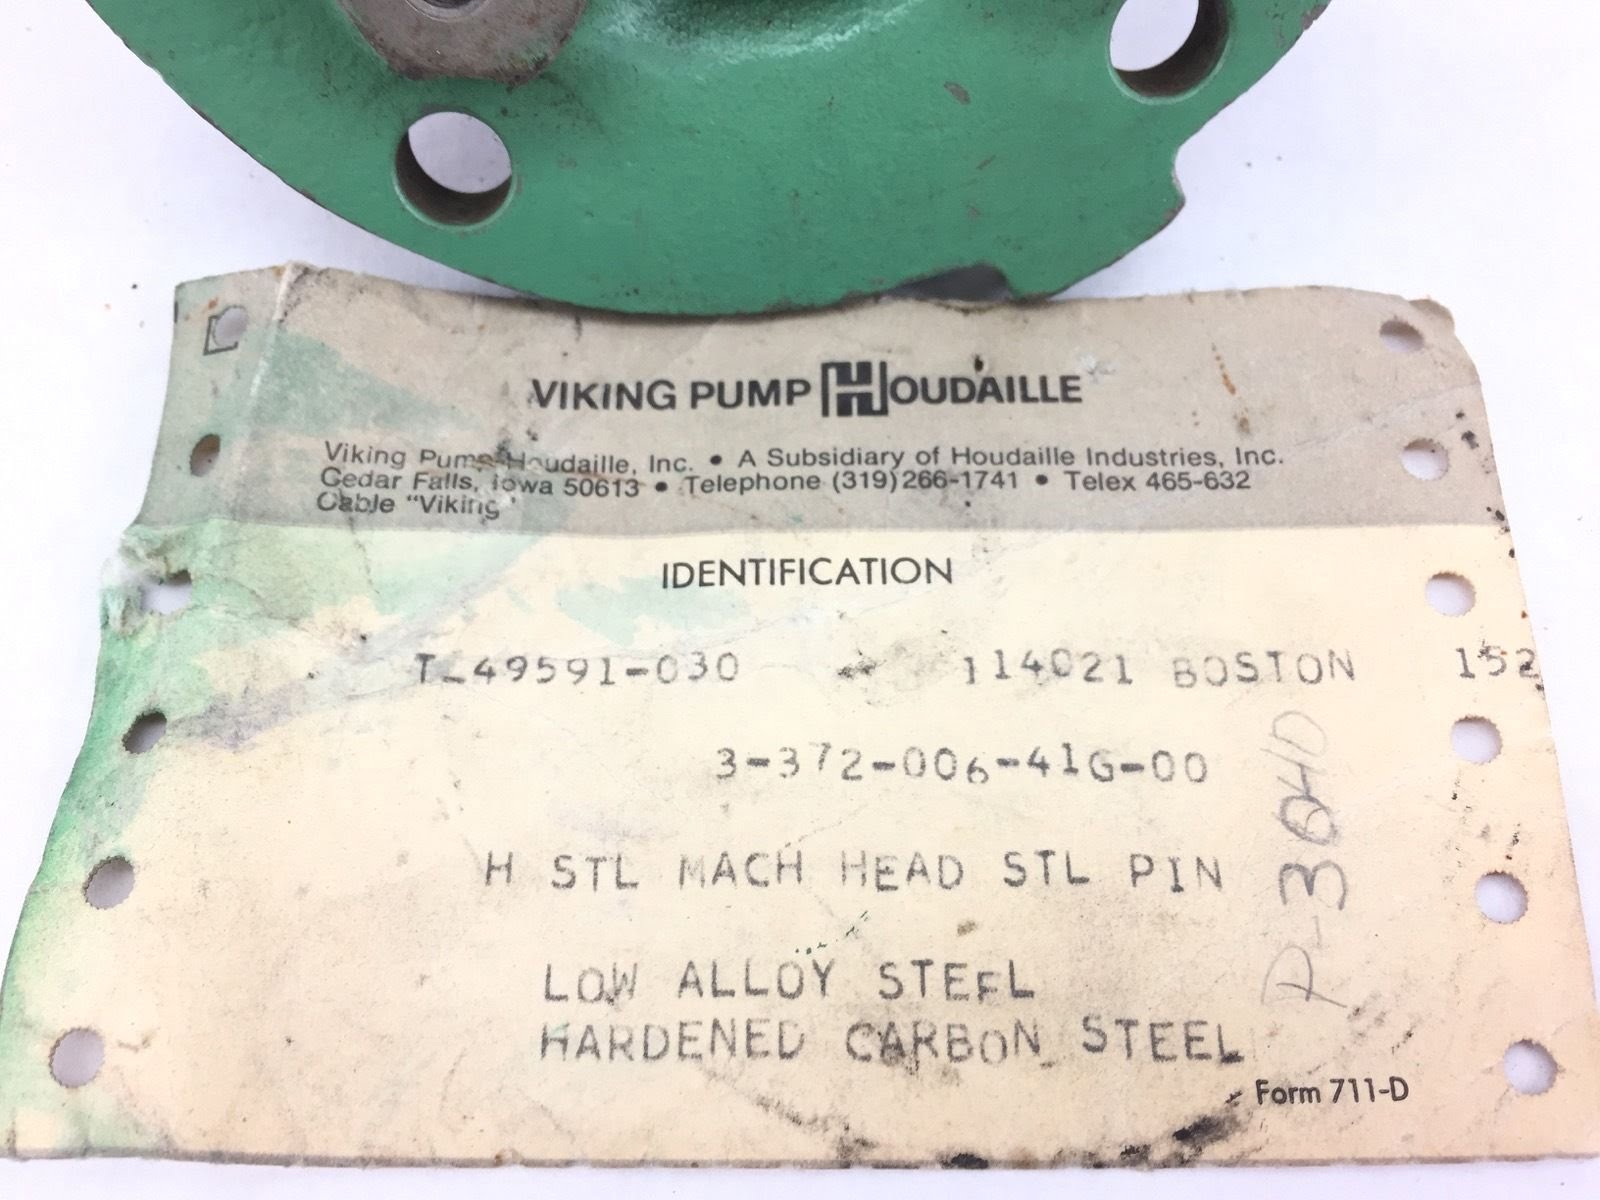 VIKING PUMP HOUDAILLE
Viking Pump Houdaille, Inc. • A Subsidiary of Houdaille Industries, Inc.
Cedar Falls, Iowa 50613 • Telephone (319)266-1741 • Telex 465-632
Cable "Viking"
IDENTIFICATION
T-49591-030 114021 BOSTON 152
3-372-006-41G-00
H STL MACH HEAD STL PIN
LOW ALLOY STEEL
HARDENED CARBON STEEL
Form 711-D
P-3640